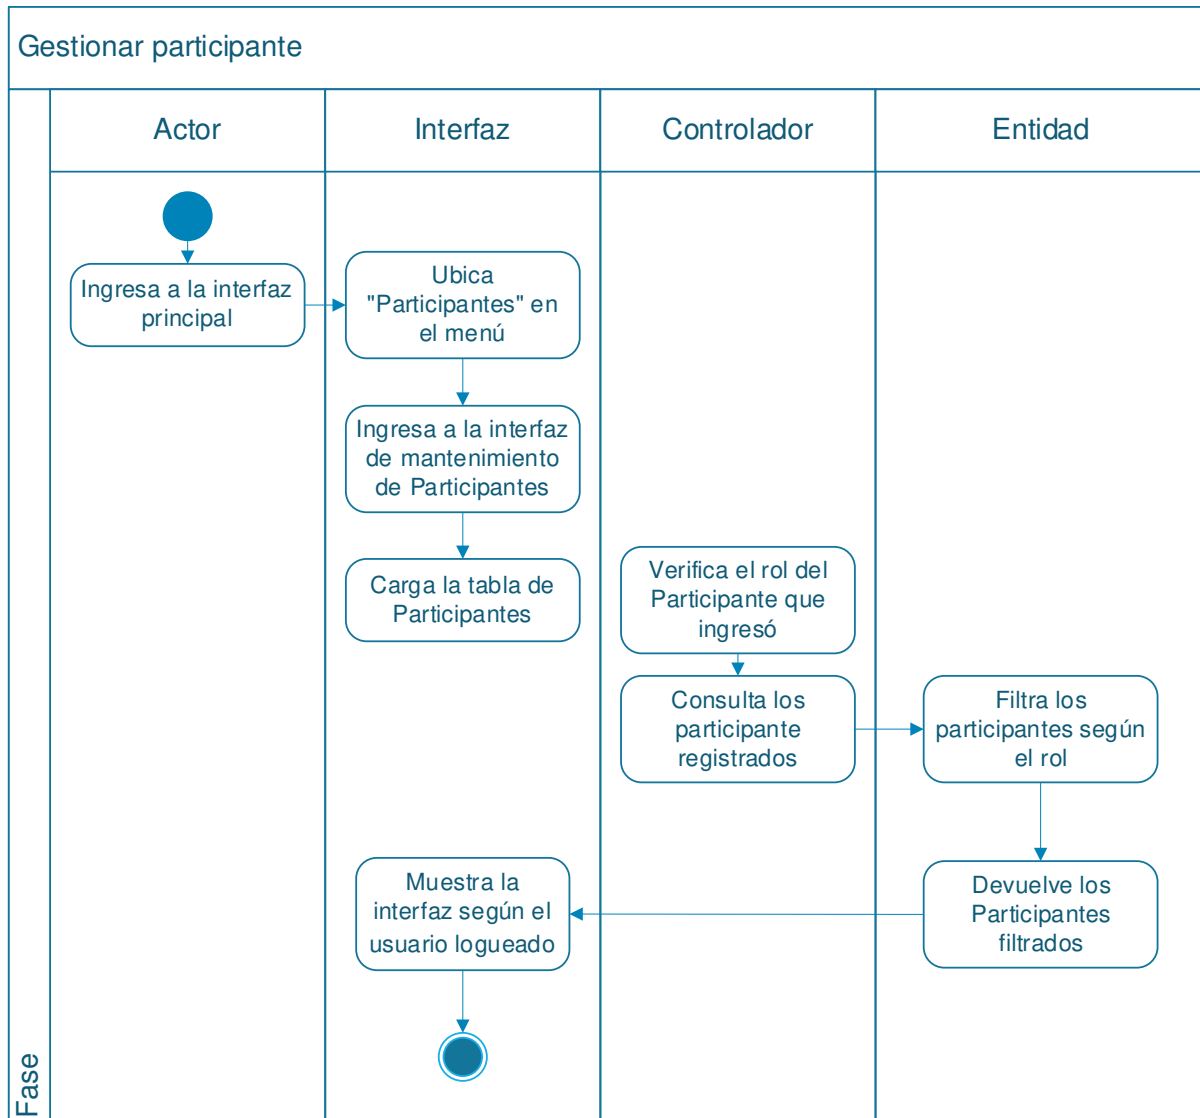 Gestionar participante
Actor
Interfaz
Controlador
Entidad
Ingresa a la interfaz
principal
Ubica
"Participantes" en
el menú
Ingresa a la interfaz
de mantenimiento
de Participantes
Carga la tabla de
Participantes
Verifica el rol del
Participante que
ingresó
Consulta los
participante
registrados
Filtra los
participantes según
el rol
Devuelve los
Participantes
filtrados
Muestra la
interfaz según el
usuario logueado
Fase